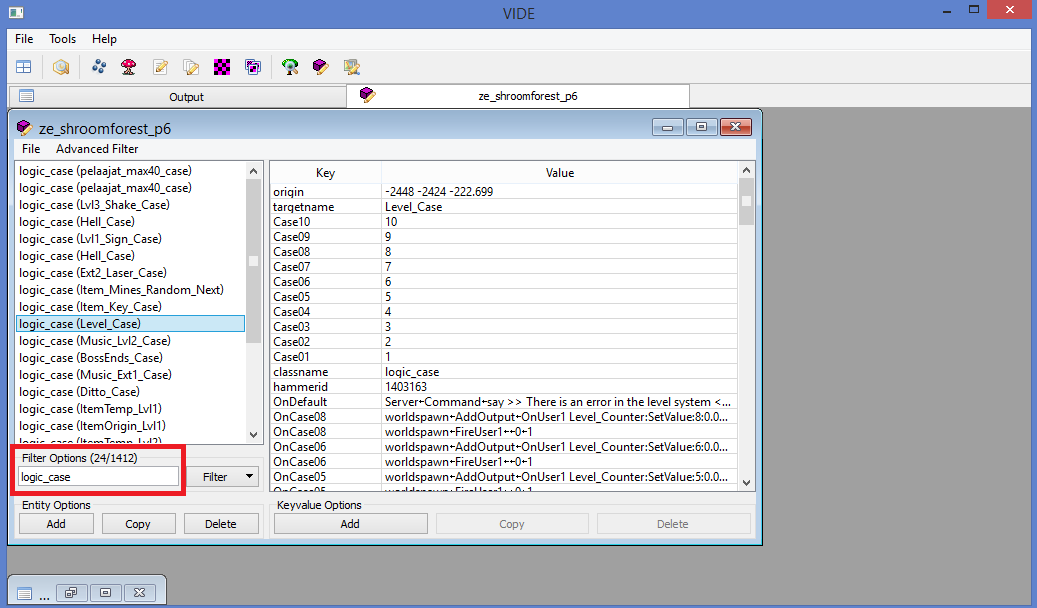 VIDE
File Tools Help
Output ze_shroomforest_p6
ze_shroomforest_p6
File Advanced Filter
logic_case (pelaajat_max40_case)
logic_case (pelaajat_max40_case)
logic_case (Lvl3_Shake_Case)
logic_case (Hell_Case)
logic_case (Lvl1_Sign_Case)
logic_case (Hell_Case)
logic_case (Ext2_Laser_Case)
logic_case (Item_Mines_Random_Next)
logic_case (Item_Key_Case)
logic_case (Level_Case)
logic_case (Music_Lvl2_Case)
logic_case (BossEnds_Case)
logic_case (Music_Ext1_Case)
logic_case (Ditto_Case)
logic_case (ItemTemp_Lvl1)
logic_case (ItemOrigin_Lvl1)
logic_case (ItemTemp_Lvl2)
Filter Options (24/1412)
logic_case
Filter
Entity Options
Add Copy Delete
Key Value
origin -2448 -2424 -222.699
targetname Level_Case
Case10 10
Case09 9
Case08 8
Case07 7
Case06 6
Case05 5
Case04 4
Case03 3
Case02 2
Case01 1
classname logic_case
hammerid 1403163
OnDefault Server←Command←say >> There is an error in the level system <...
OnCase08 worldspawn←AddOutput←OnUser1 Level_Counter:SetValue:8:0.0...
OnCase08 worldspawn←FireUser1←←0←1
OnCase06 worldspawn←AddOutput←OnUser1 Level_Counter:SetValue:6:0.0...
OnCase06 worldspawn←FireUser1←←0←1
OnCase05 worldspawn←AddOutput←OnUser1 Level_Counter:SetValue:5:0.0...
OnCase05 worldspawn←FireUser1←←0←1
Keyvalue Options
Add Copy Delete
...